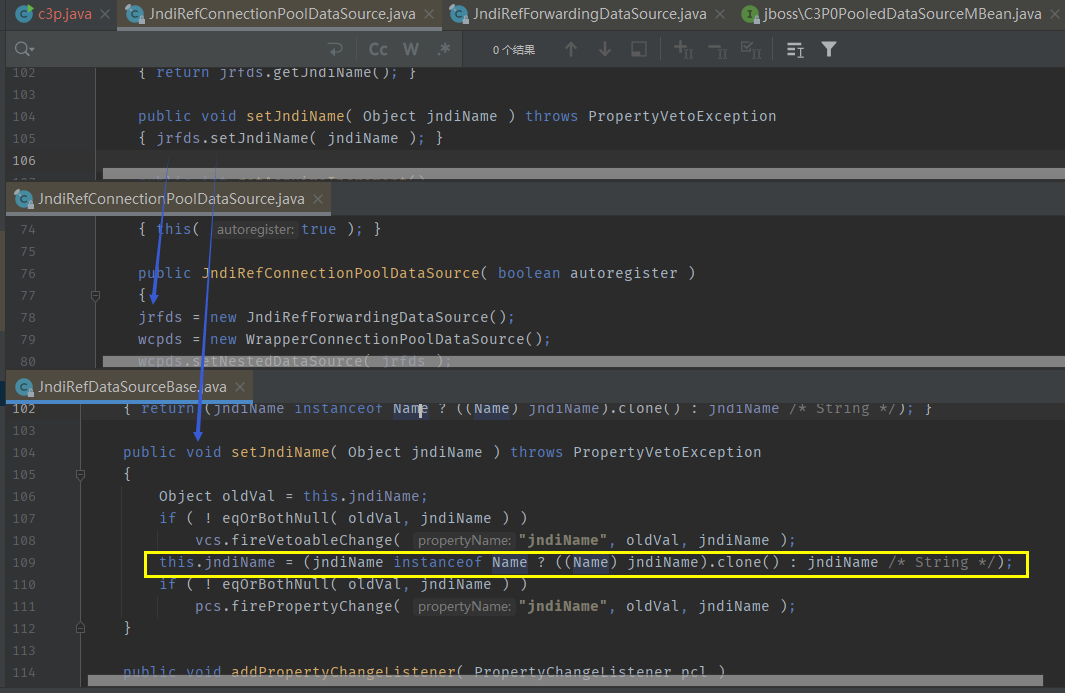 c3p.java × JndiRefConnectionPoolDataSource.java × JndiRefForwardingDataSource.java × jboss\C3P0PooledDataSourceMBean.java ×
Cc W .* 0 个结果
102 { return jrfds.getJndiName(); }
103
104 public void setJndiName( Object jndiName ) throws PropertyVetoException
105 { jrfds.setJndiName( jndiName ); }
106
JndiRefConnectionPoolDataSource.java ×
74 { this( autoregister: true ); }
75
76 public JndiRefConnectionPoolDataSource( boolean autoregister )
77 {
78 jrfds = new JndiRefForwardingDataSource();
79 wcpds = new WrapperConnectionPoolDataSource();
80 wcpds.setNestedDataSource( jrfds );
JndiRefDataSourceBase.java ×
102 { return (jndiName instanceof Name ? ((Name) jndiName).clone() : jndiName /* String */); }
103
104 public void setJndiName( Object jndiName ) throws PropertyVetoException
105 {
106 Object oldVal = this.jndiName;
107 if ( ! eqOrBothNull( oldVal, jndiName ) )
108 vcs.fireVetoableChange( propertyName: "jndiName", oldVal, jndiName );
109 this.jndiName = (jndiName instanceof Name ? ((Name) jndiName).clone() : jndiName /* String */);
110 if ( ! eqOrBothNull( oldVal, jndiName ) )
111 pcs.firePropertyChange( propertyName: "jndiName", oldVal, jndiName );
112 }
113
114 public void addPropertyChangeListener( PropertyChangeListener pcl )